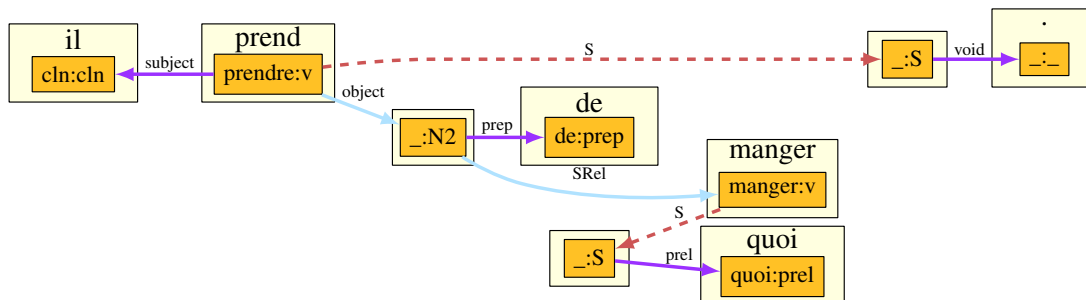 il
cln:cln
subject
prend
prendre:v
S
_:S
void
.
_:_
object
_:N2
prep
de
de:prep
SRel
manger
manger:v
S
_:S
prel
quoi
quoi:prel